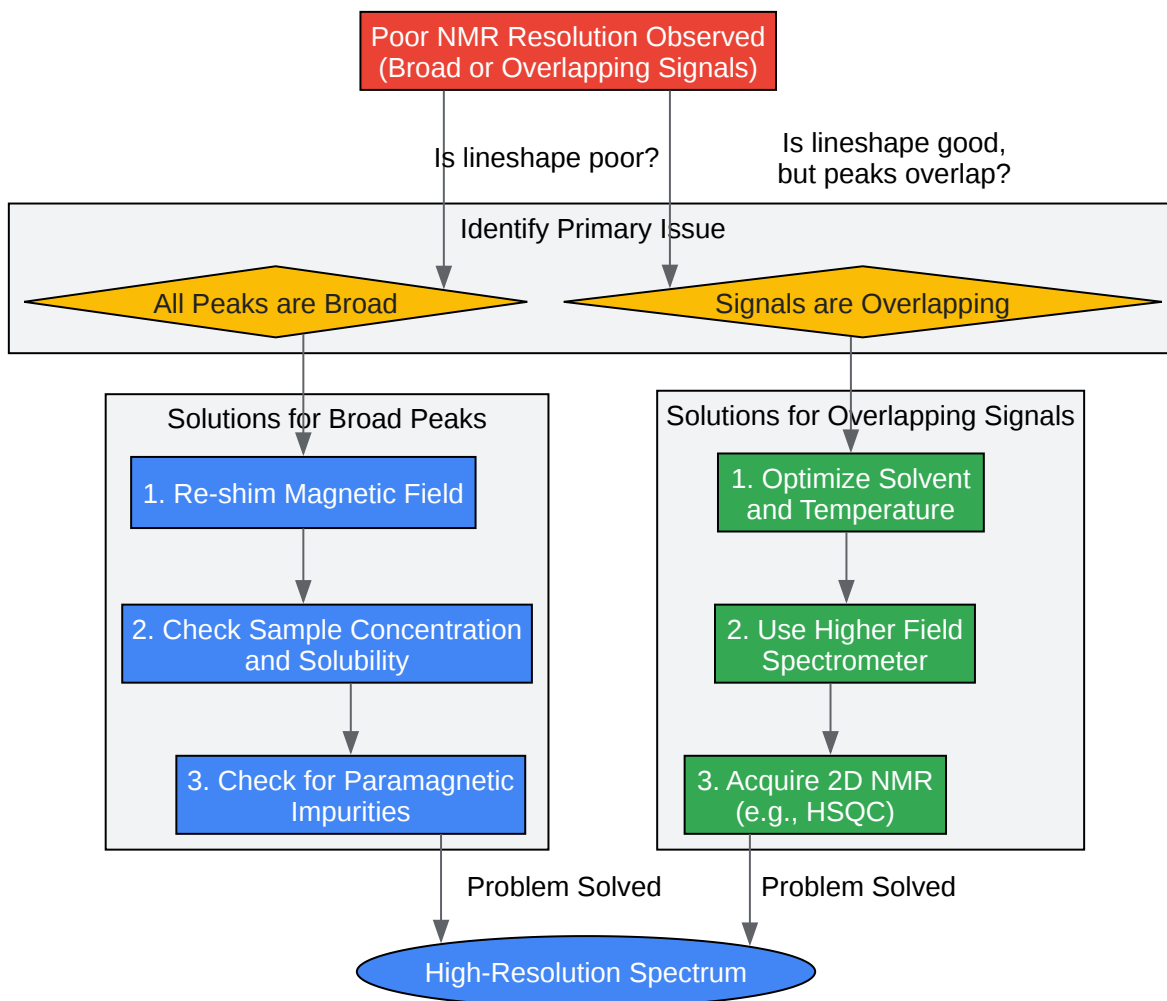 Poor NMR Resolution Observed
(Broad or Overlapping Signals)
Is lineshape poor?
Is lineshape good,
but peaks overlap?
Identify Primary Issue
All Peaks are Broad
Signals are Overlapping
Solutions for Broad Peaks
1. Re-shim Magnetic Field
2. Check Sample Concentration
and Solubility
3. Check for Paramagnetic
Impurities
Solutions for Overlapping Signals
1. Optimize Solvent
and Temperature
2. Use Higher Field
Spectrometer
3. Acquire 2D NMR
(e.g., HSQC)
Problem Solved
Problem Solved
High-Resolution Spectrum